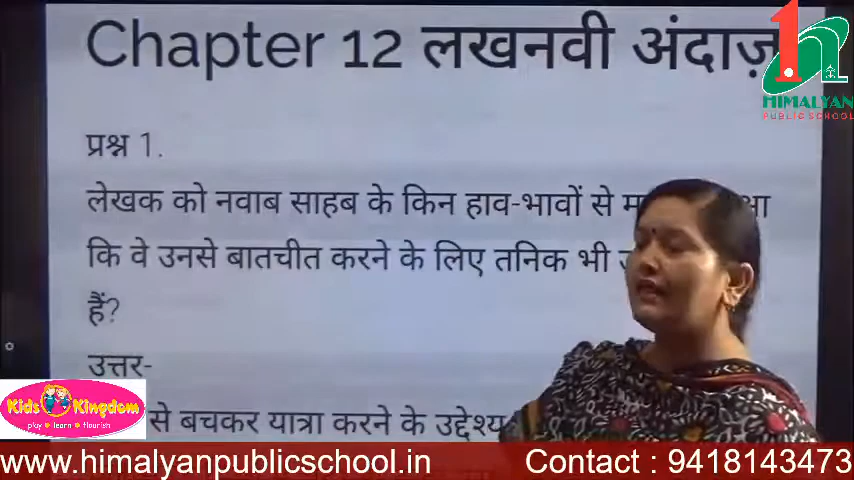 Chapter 12 लखनवी अंदाज़
HIMALYAN
PUBLIC SCHOOL
प्रश्न 1.
लेखक को नवाब साहब के किन हाव-भावों से
कि वे उनसे बातचीत करने के लिए तनिक भी
हैं?
उत्तर-
से बचकर यात्रा करने के उद्देश्य
Kids Kingdom
play learn flourish
www.himalyanpublicschool.in
Contact : 9418143473